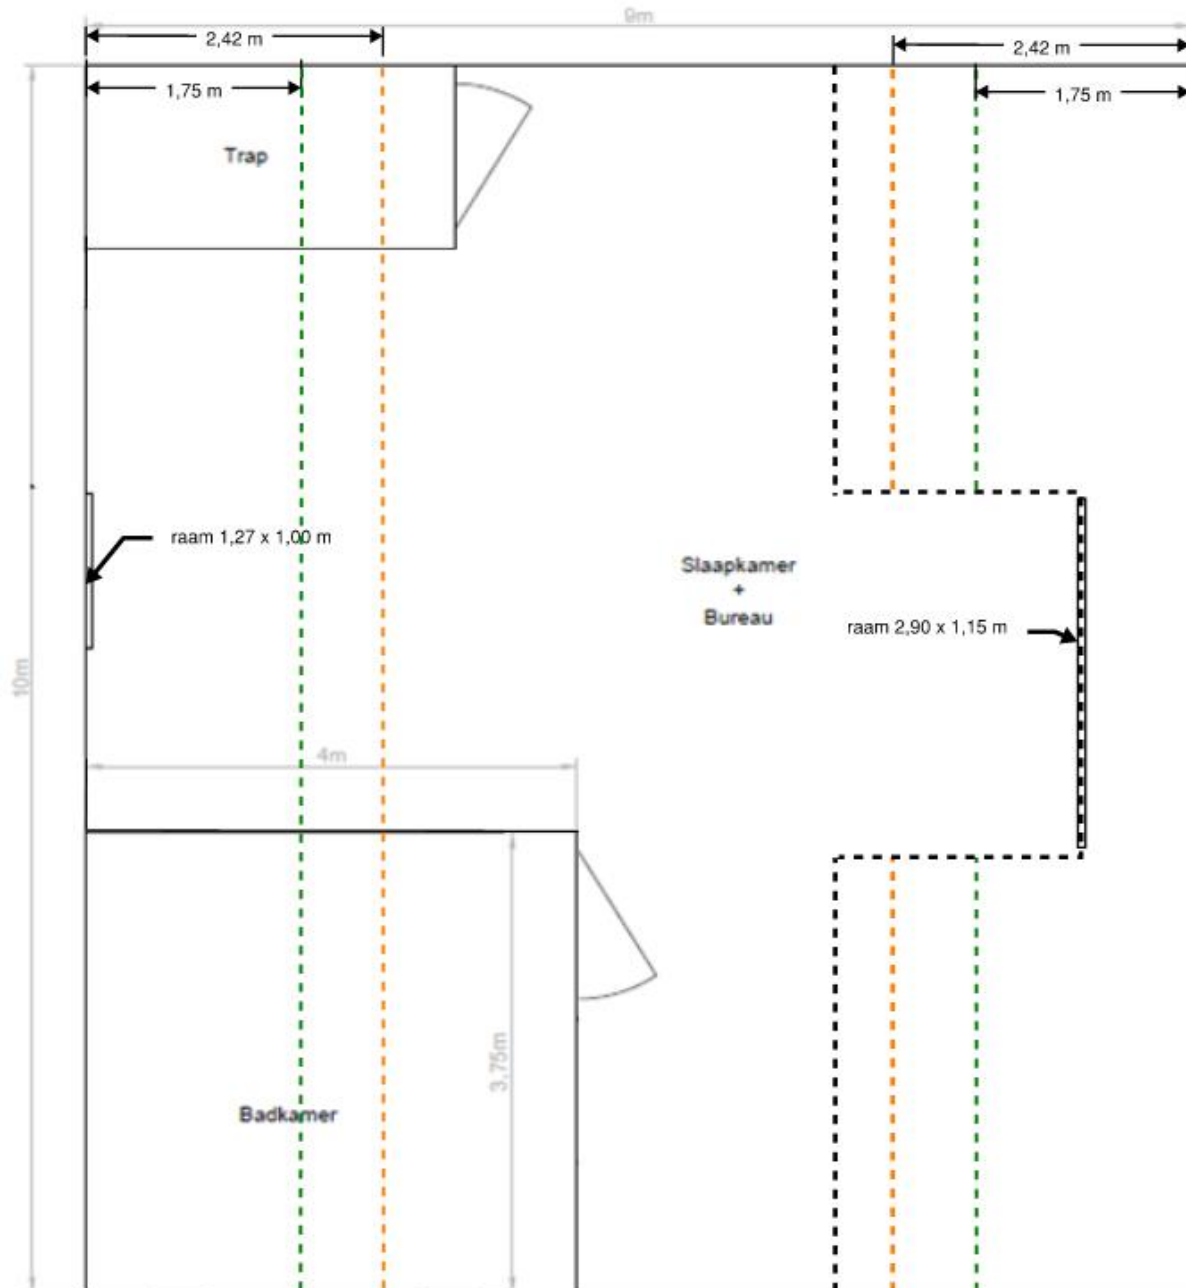 9m
2,42 m
2,42 m
1,75 m
1,75 m
Trap
raam 1,27 x 1,00 m
Slaapkamer
+
Bureau
raam 2,90 x 1,15 m
10m
4m
3,75m
Badkamer